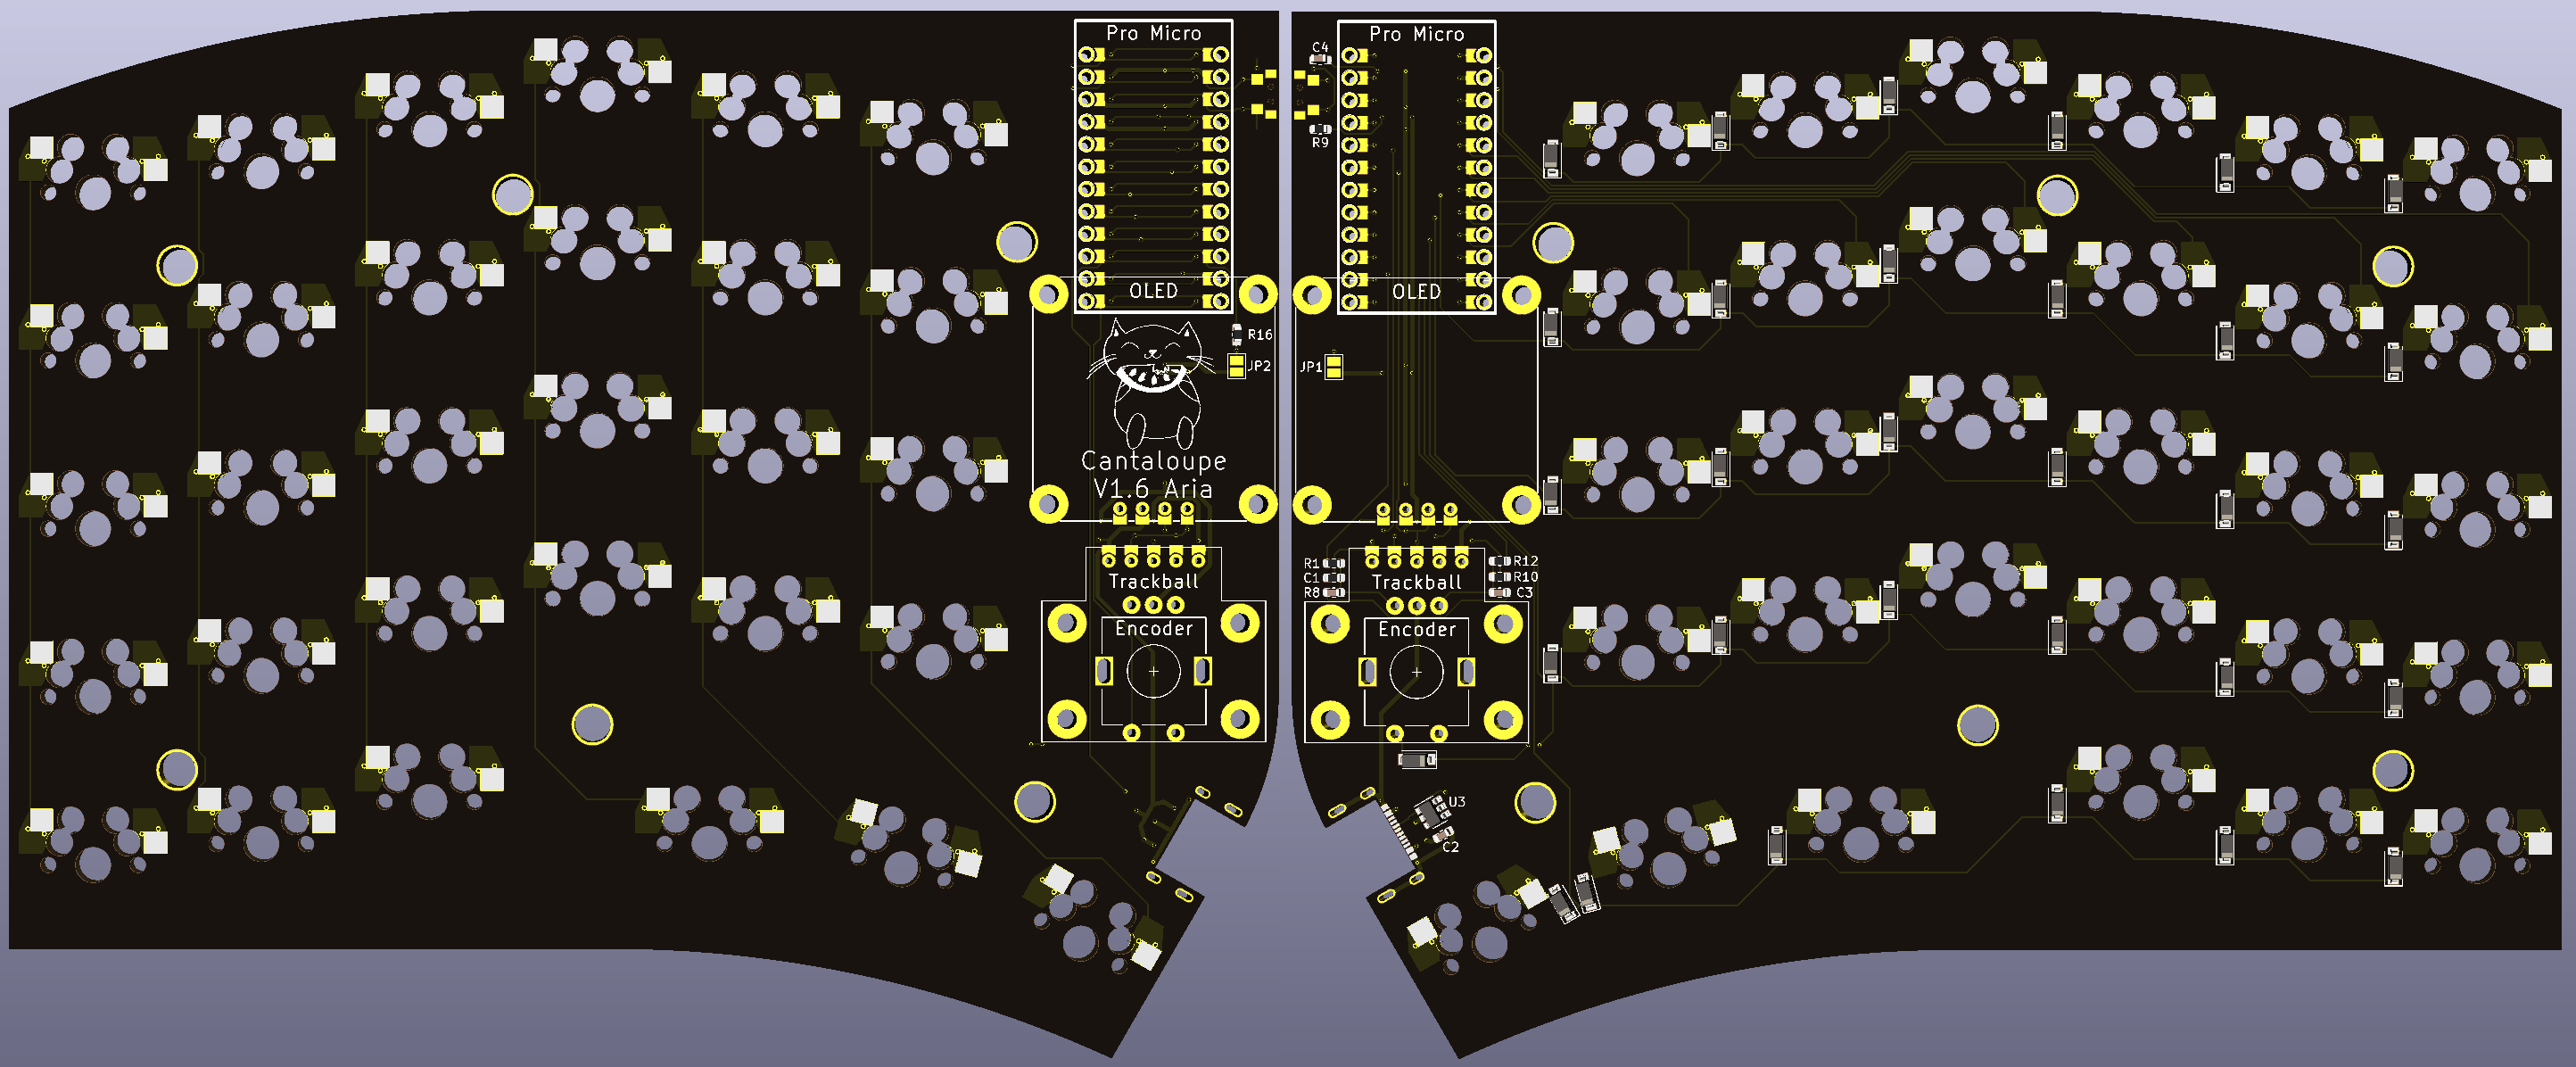 Pro Micro
OLED
R16
JP2
Cantaloupe
V1.6 Aria
Trackball
Encoder
Pro Micro
C4
R9
OLED
JP1
R1
C1
R8
R12
R10
C3
Trackball
Encoder
U3
C2